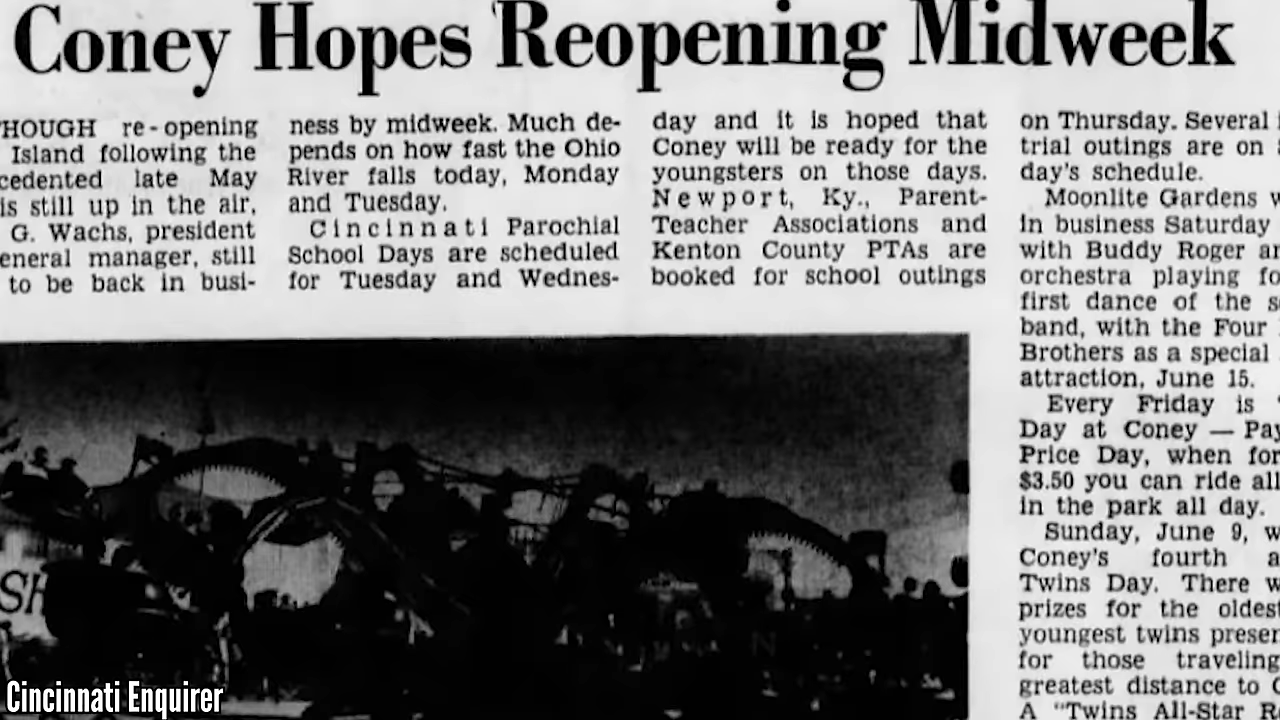 Coney Hopes Reopening Midweek
HOUGH re-opening
Island following the
cedented late May
is still up in the air,
G. Wachs, president
eneral manager, still
to be back in busi-
ness by midweek. Much de-
pends on how fast the Ohio
River falls today, Monday
and Tuesday.
Cincinnati Parochial
School Days are scheduled
for Tuesday and Wednes-
day and it is hoped that
Coney will be ready for the
youngsters on those days.
Newport, Ky., Parent-
Teacher Associations and
Kenton County PTAs are
booked for school outings
on Thursday. Several
trial outings are on
day's schedule.
Moonlite Gardens w
in business Saturday
with Buddy Roger an
orchestra playing fo
first dance of the s
band, with the Four
Brothers as a special
attraction, June 15.
Every Friday is
Day at Coney — Pay
Price Day, when for
$3.50 you can ride all
in the park all day.
Sunday, June 9, w
Coney's fourth a
Twins Day. There w
prizes for the oldest
youngest twins presen
for those traveling
greatest distance to C
A "Twins All-Star R
SH
Cincinnati Enquirer